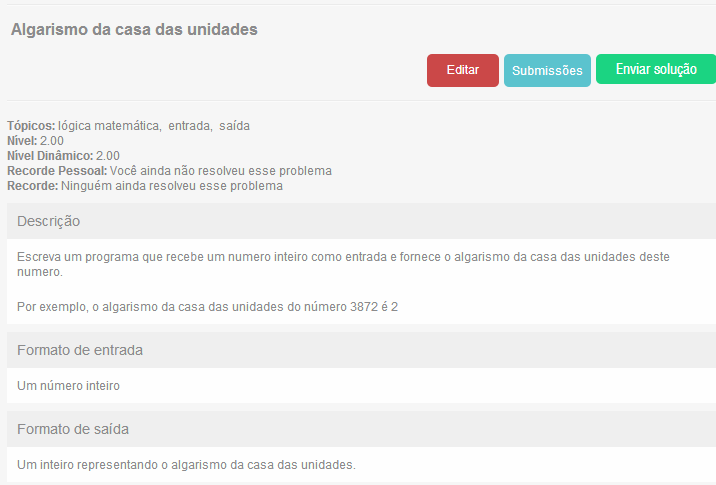 Algarismo da casa das unidades
Editar
Submissões
Enviar solução
Tópicos: lógica matemática, entrada, saída
Nível: 2.00
Nível Dinâmico: 2.00
Recorde Pessoal: Você ainda não resolveu esse problema
Recorde: Ninguém ainda resolveu esse problema
Descrição
Escreva um programa que recebe um numero inteiro como entrada e fornece o algarismo da casa das unidades deste
numero.
Por exemplo, o algarismo da casa das unidades do número 3872 é 2
Formato de entrada
Um número inteiro
Formato de saída
Um inteiro representando o algarismo da casa das unidades.